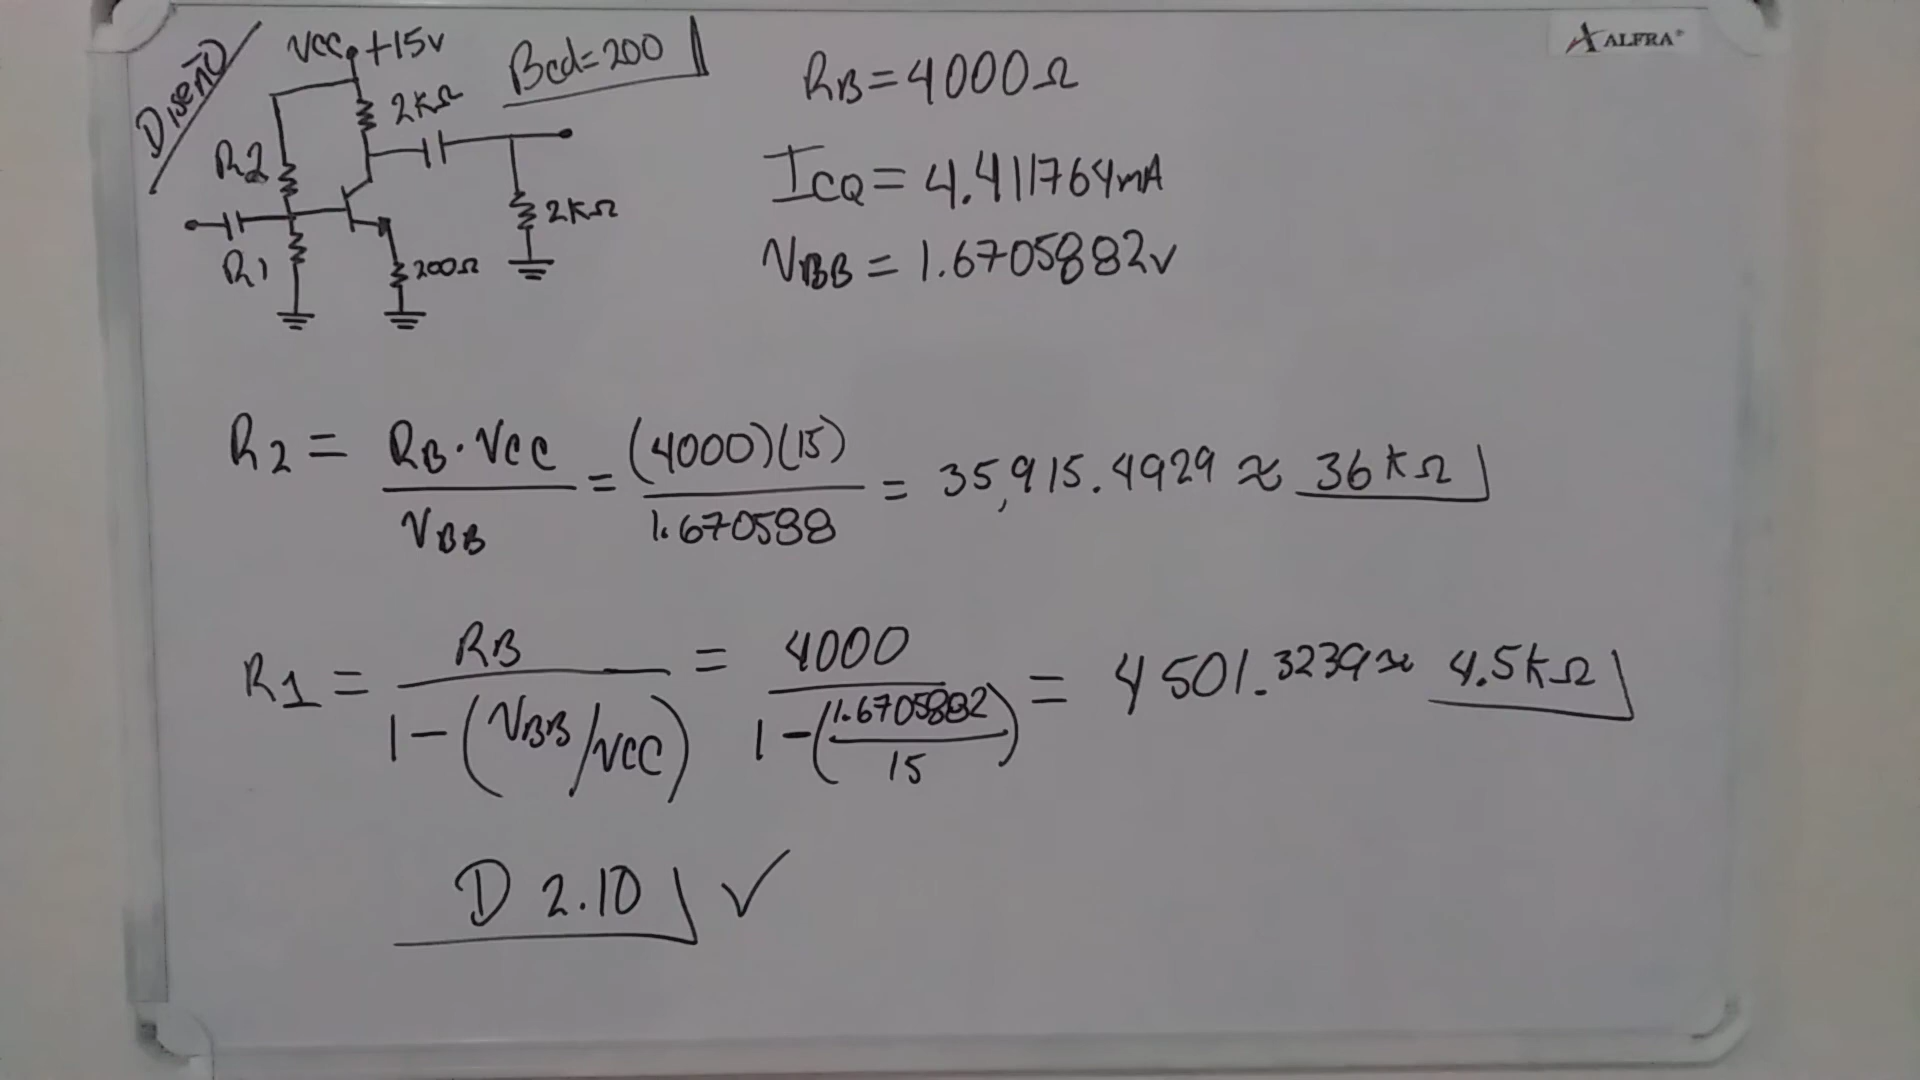 Diseño
VCC +15v
Bcd=200
2KΩ
R2
R1
200Ω
2KΩ
ALFRA
RB=4000Ω
ICQ = 4.411764mA
VBB = 1.6705882v
R2 = RB·VCC / VBB = (4000)(15) / 1.670588 = 35,915.4929 ≈ 36KΩ
R1 = RB / 1-(VBB/VCC) = 4000 / 1-(1.6705882/15) = 4501.3239≈ 4.5KΩ
D 2.10 ✓